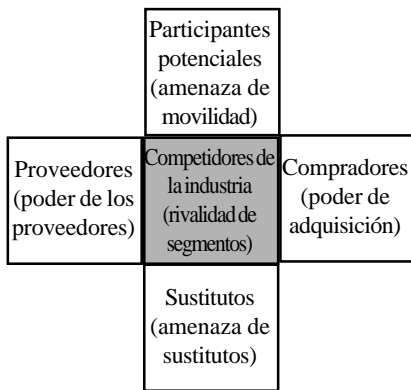 Participantes
potenciales
(amenaza de
movilidad)
Proveedores
(poder de los
proveedores)
Competidores de
la industria
(rivalidad de
segmentos)
Compradores
(poder de
adquisición)
Sustitutos
(amenaza de
sustitutos)